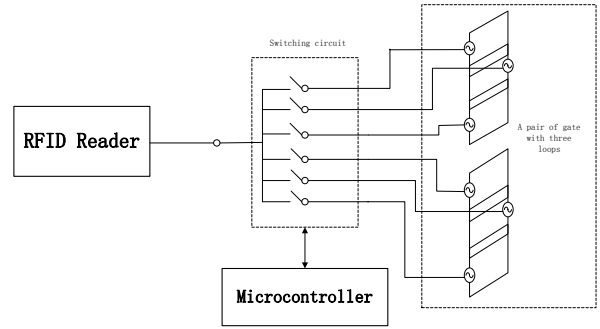 Switching circuit
RFID Reader
A pair of gate
with three
loops
Microcontroller